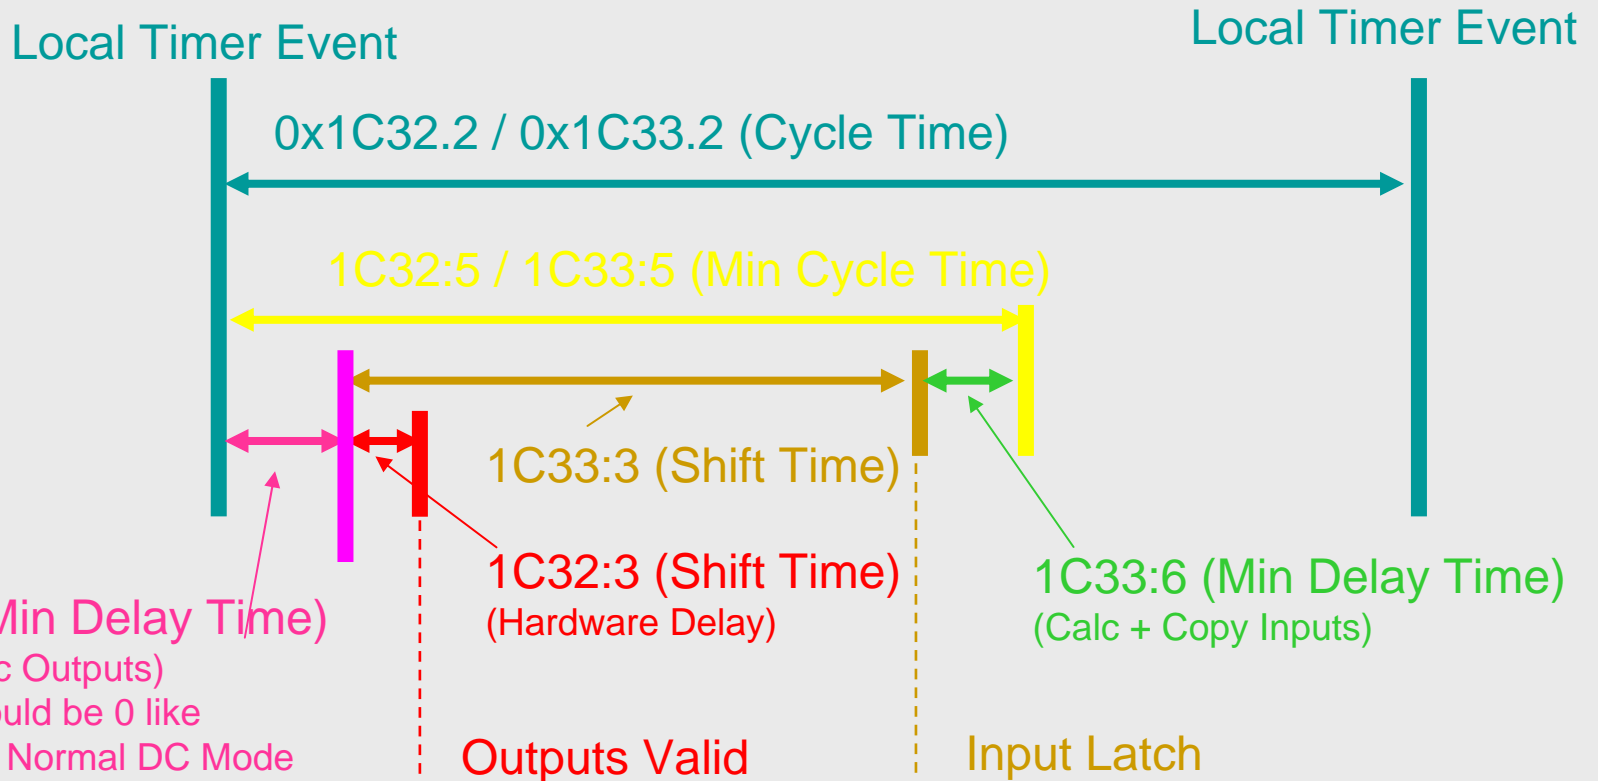 Local Timer Event
Local Timer Event
0x1C32.2 / 0x1C33.2 (Cycle Time)
1C32:5 / 1C33:5 (Min Cycle Time)
1C33:3 (Shift Time)
1C32:3 (Shift Time)
(Hardware Delay)
1C33:6 (Min Delay Time)
(Calc + Copy Inputs)
Min Delay Time)
Outputs)
be 0 like
Normal DC Mode
Outputs Valid
Input Latch